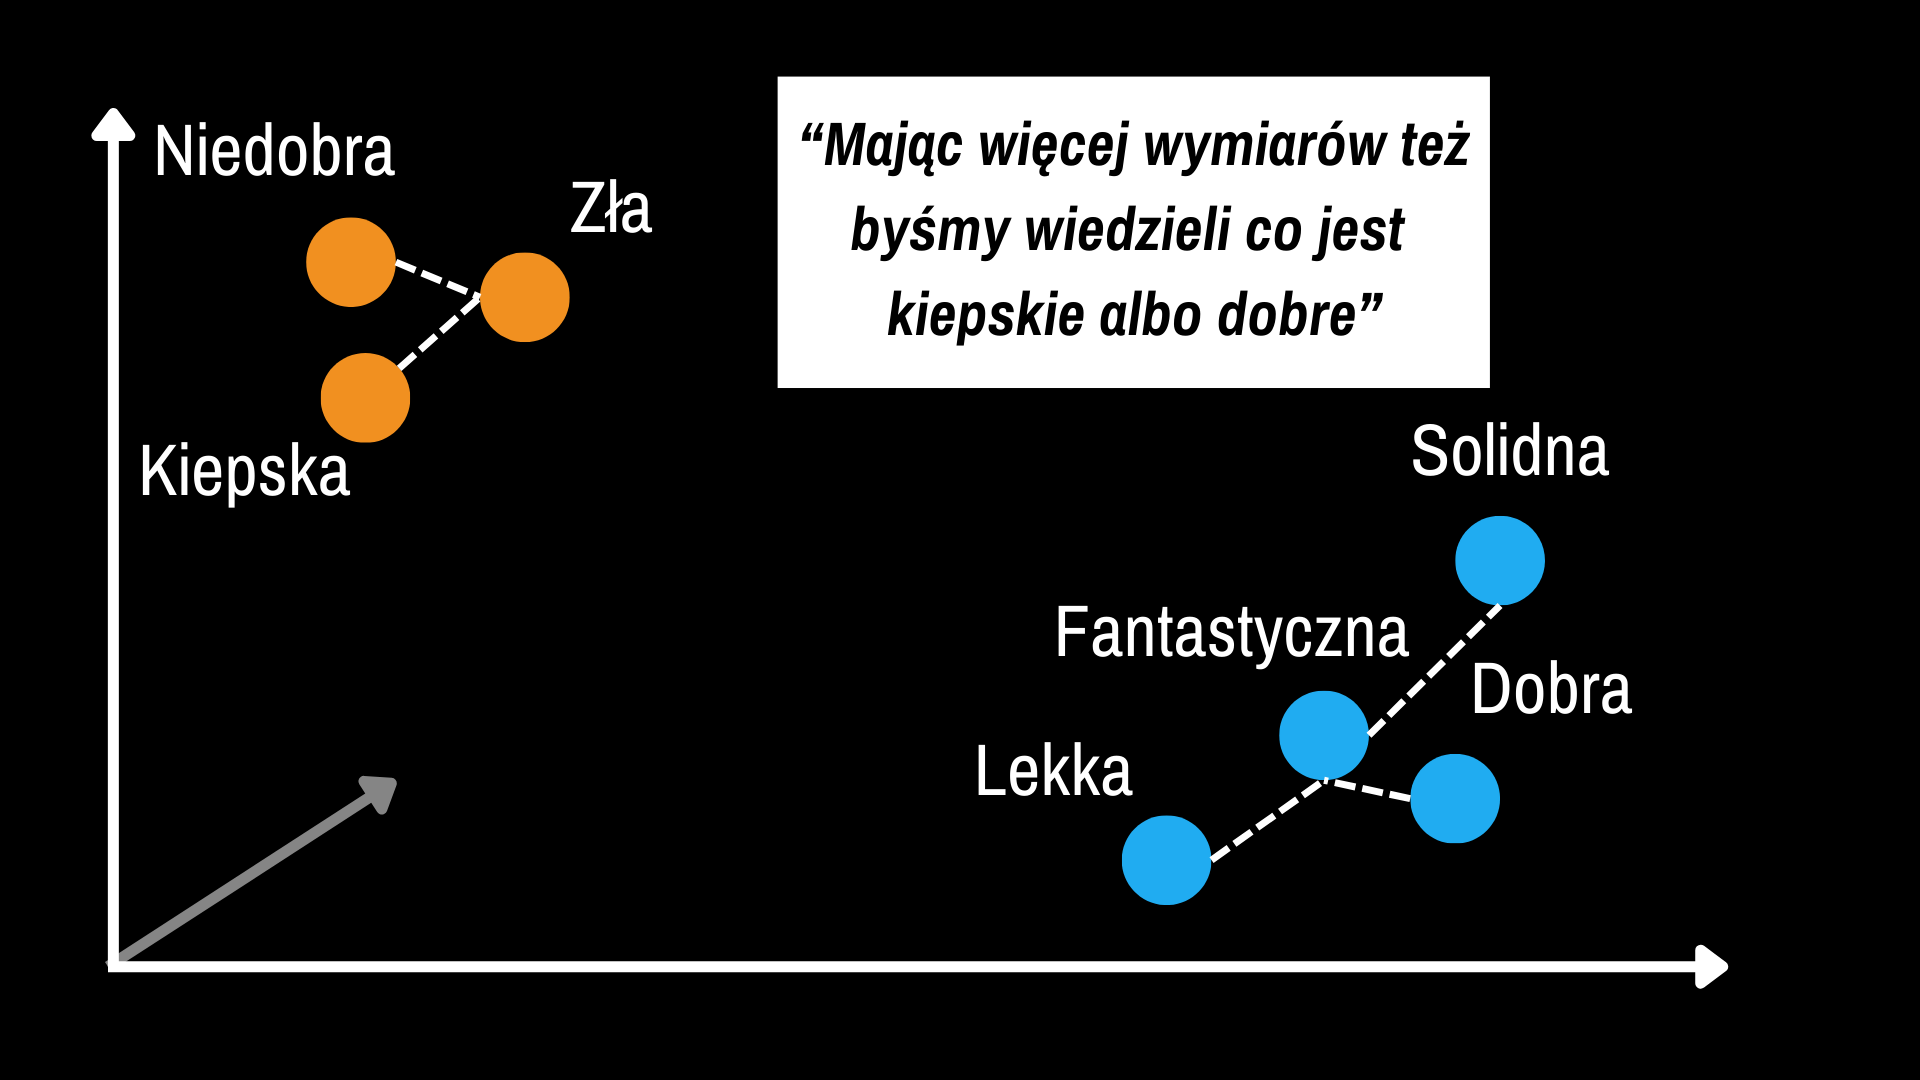 Niedobra
Zła
Kiepska
“Mając więcej wymiarów też
byśmy wiedzieli co jest
kiepskie albo dobre”
Solidna
Fantastyczna
Dobra
Lekka